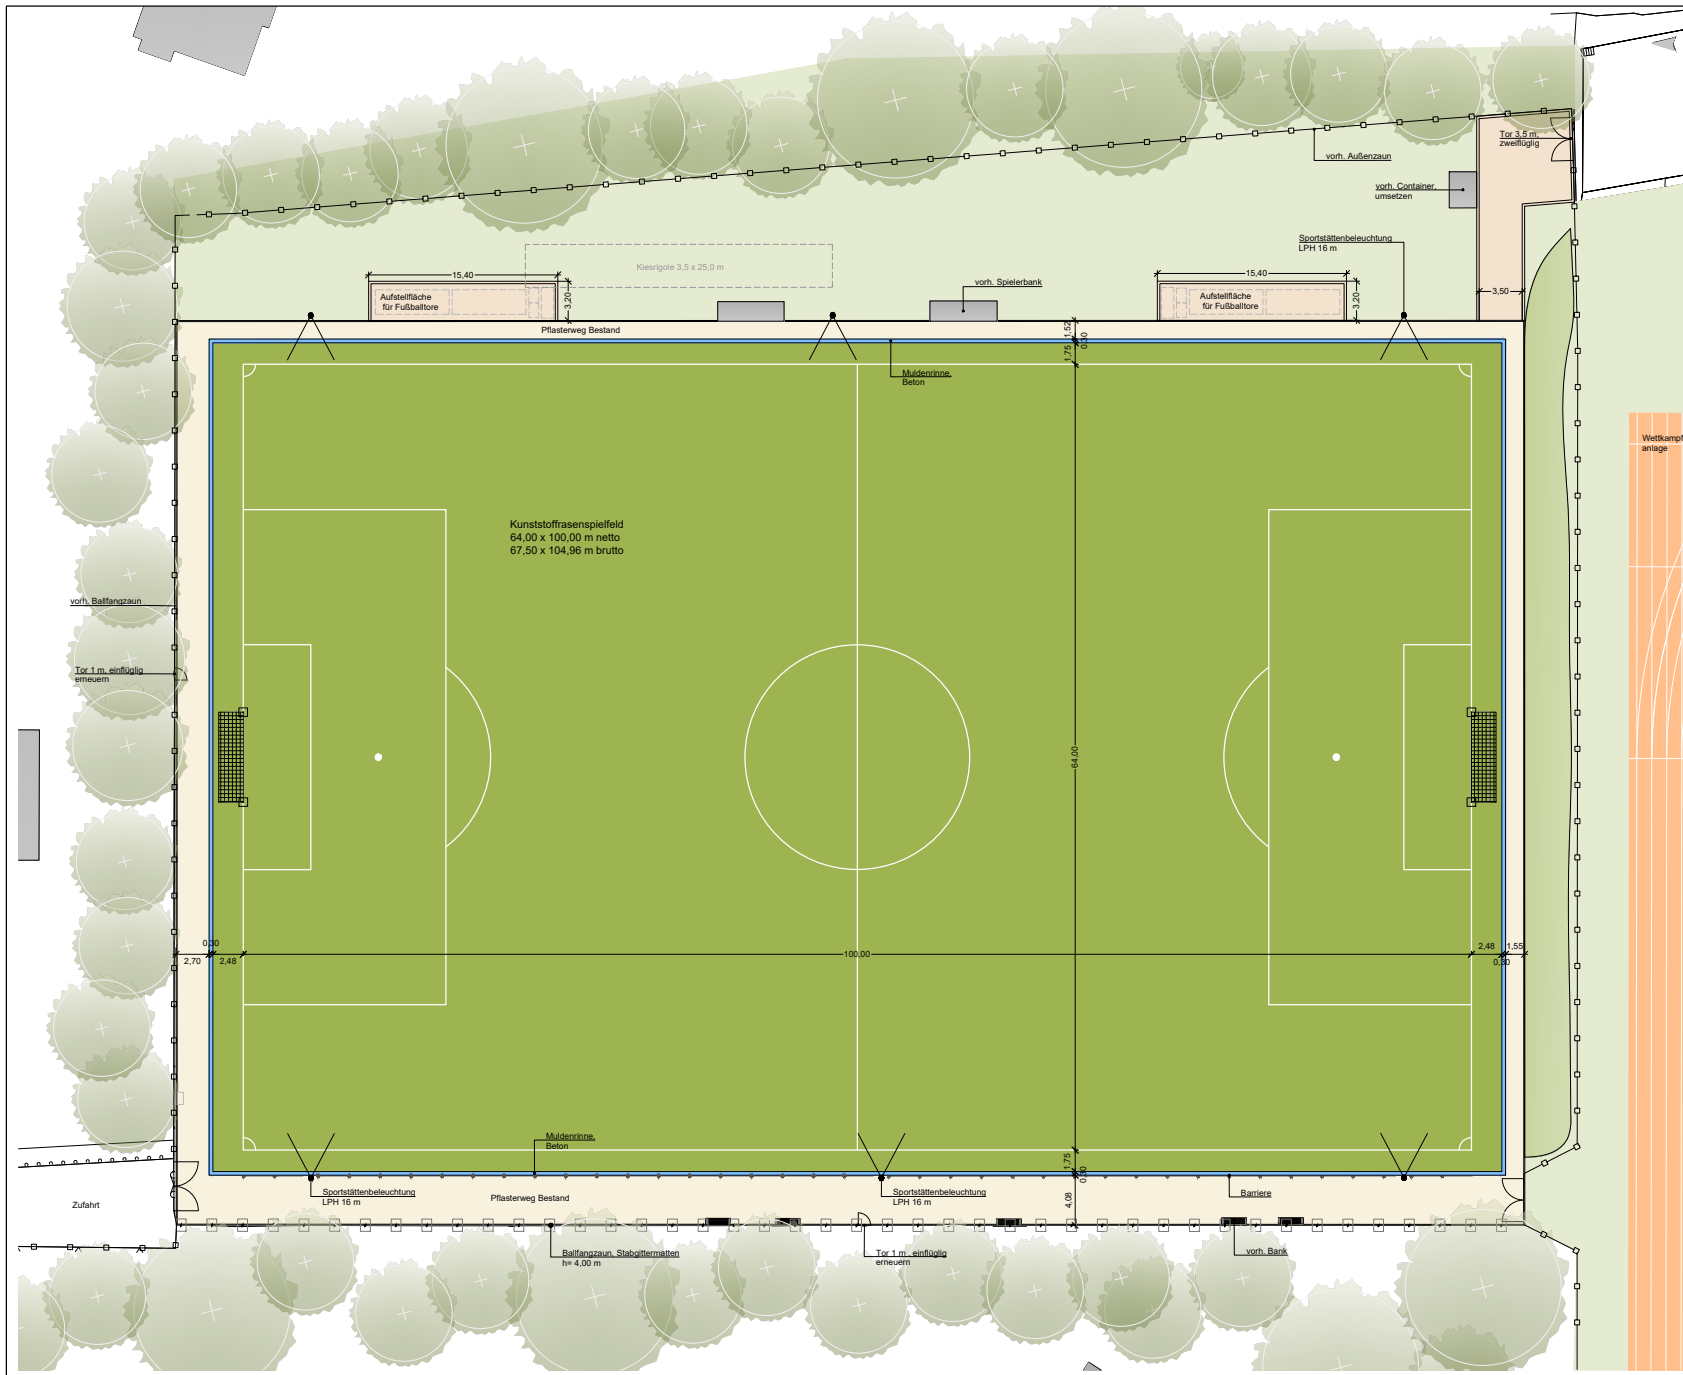 Tor 3,5 m,
zweiflüglig
vorh. Außenzaun
vorh. Container,
umsetzen
Sportstättenbeleuchtung
LPH 16 m
Kiesrigole 3,5 x 25,0 m
15,40
15,40
vorh. Spielerbank
3,50
Aufstellfläche
für Fußballtore
3,20
Aufstellfläche
für Fußballtore
3,20
Pflasterweg Bestand
1,52
0,30
1,75
Muldenrinne,
Beton
Wettkampf
anlage
Kunststoffrasenspielfeld
64,00 x 100,00 m netto
67,50 x 104,96 m brutto
vorh. Ballfangzaun
Tor 1 m, einflüglig
erneuern
64,00
0,30
2,70
2,48
100,00
2,48
1,55
0,30
Muldenrinne,
Beton
1,75
0,30
Sportstättenbeleuchtung
LPH 16 m
Pflasterweg Bestand
Sportstättenbeleuchtung
LPH 16 m
4,08
Barriere
Zufahrt
Ballfangzaun, Stabgittermatten
h= 4,00 m
Tor 1 m , einflüglig
erneuern
vorh. Bank